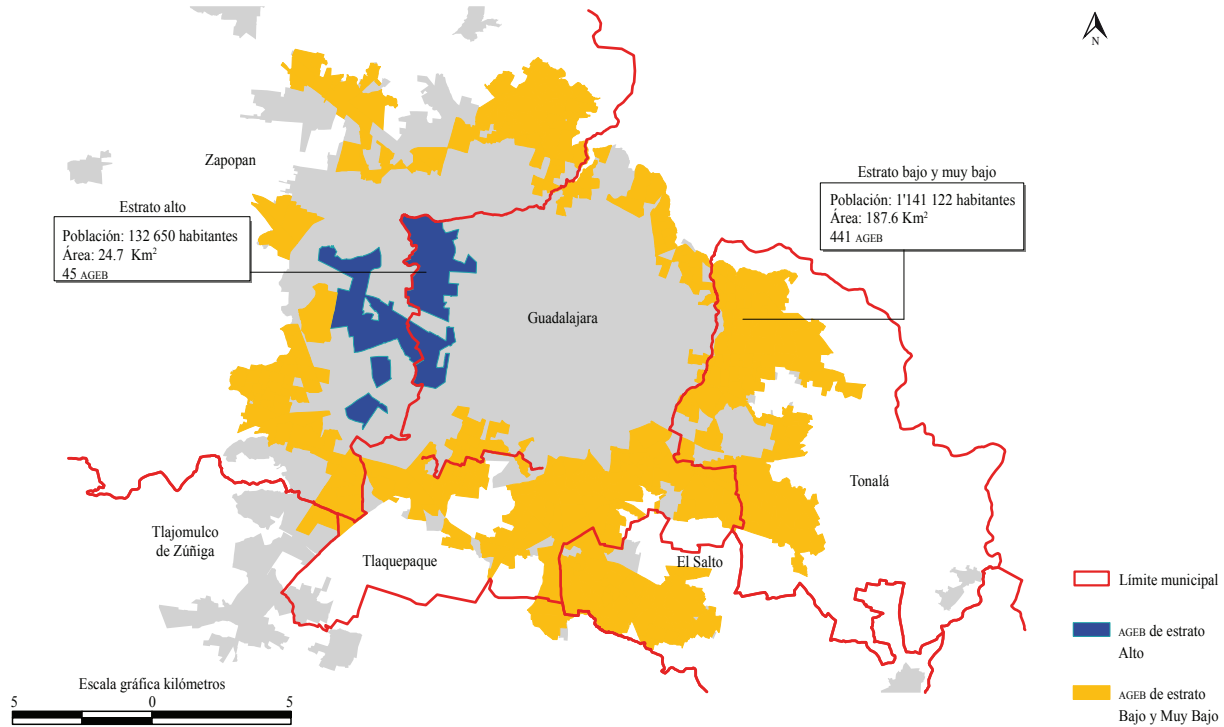 N
Zapopan
Estrato alto
Población: 132 650 habitantes
Área: 24.7 Km²
45 AGEB
Estrato bajo y muy bajo
Población: 1'141 122 habitantes
Área: 187.6 Km²
441 AGEB
Guadalajara
Tonalá
Tlajomulco
de Zúñiga
Tlaquepaque
El Salto
Límite municipal
AGEB de estrato
Alto
AGEB de estrato
Bajo y Muy Bajo
Escala gráfica kilómetros
5 0 5